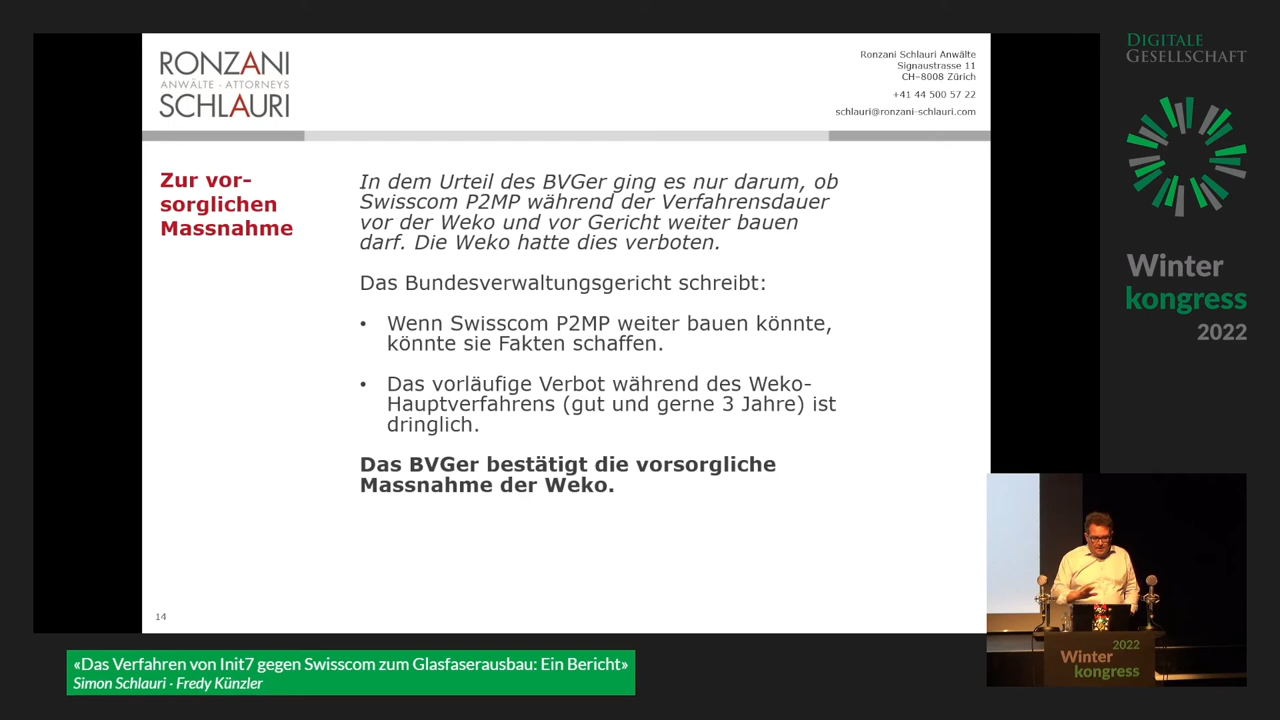 RONZANI
ANWÄLTE · ATTORNEYS
SCHLAURI
Ronzani Schlauri Anwälte
Signaustrasse 11
CH–8008 Zürich
+41 44 500 57 22
schlauri@ronzani-schlauri.com
Zur vor-
sorglichen
Massnahme
In dem Urteil des BVGer ging es nur darum, ob
Swisscom P2MP während der Verfahrensdauer
vor der Weko und vor Gericht weiter bauen
darf. Die Weko hatte dies verboten.
Das Bundesverwaltungsgericht schreibt:
• Wenn Swisscom P2MP weiter bauen könnte,
könnte sie Fakten schaffen.
• Das vorläufige Verbot während des Weko-
Hauptverfahrens (gut und gerne 3 Jahre) ist
dringlich.
Das BVGer bestätigt die vorsorgliche
Massnahme der Weko.
14
DIGITALE
GESELLSCHAFT
Winter
kongress
2022
2022
Winter
kongress
«Das Verfahren von Init7 gegen Swisscom zum Glasfaserausbau: Ein Bericht»
Simon Schlauri · Fredy Künzler